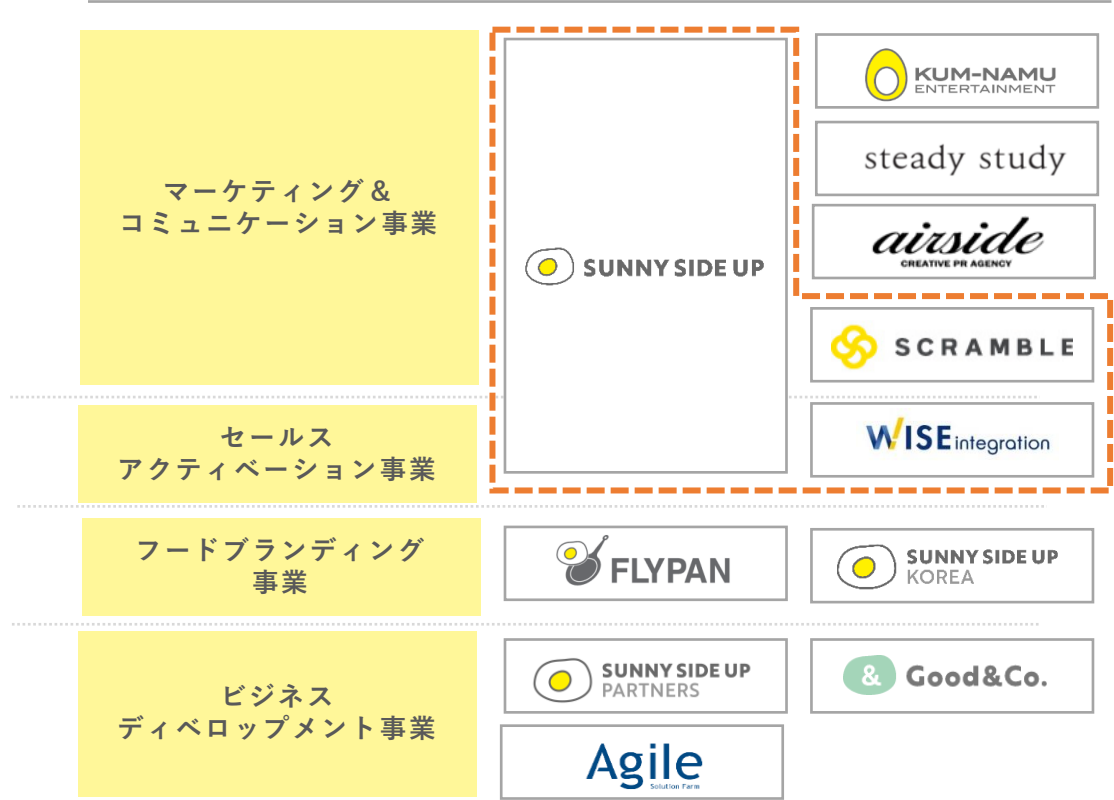 マーケティング＆
コミュニケーション事業
SUNNY SIDE UP
KUM-NAMU
ENTERTAINMENT
steady study
airside
CREATIVE PR AGENCY
SCRAMBLE
セールス
アクティベーション事業
WISE integration
フードブランディング
事業
FLYPAN
SUNNY SIDE UP
KOREA
ビジネス
ディベロップメント事業
SUNNY SIDE UP
PARTNERS
& Good&Co.
Agile
Solution Farm